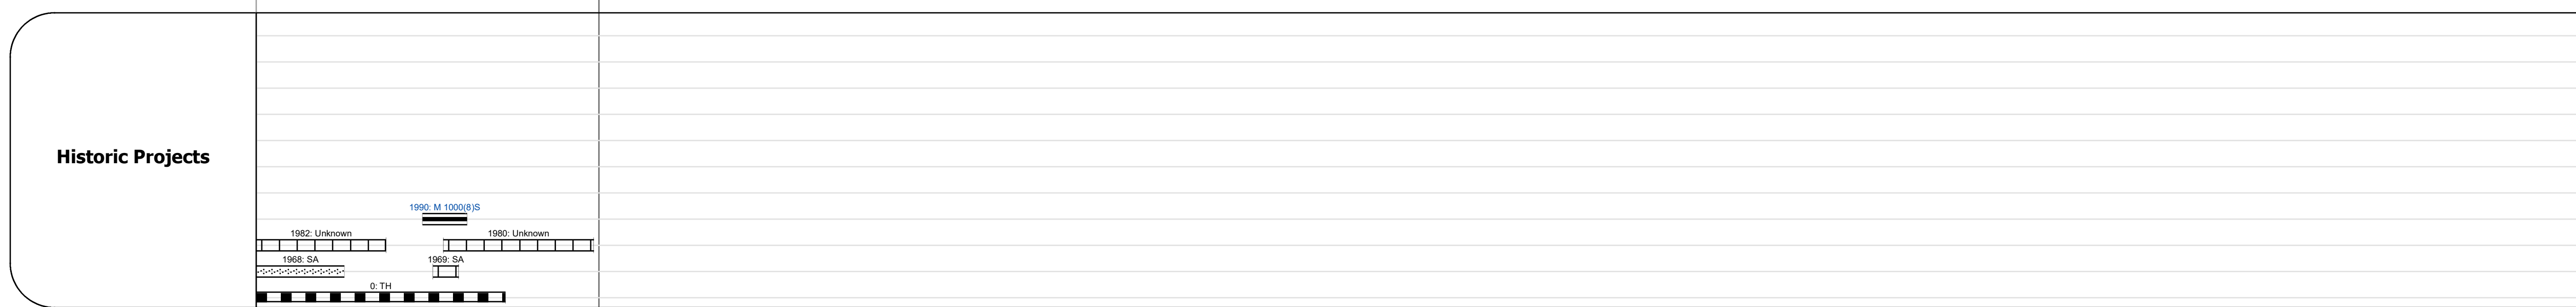 Historic Projects
1990: M 1000(8)S
1982: Unknown
1980: Unknown
1968: SA
1969: SA
0: TH